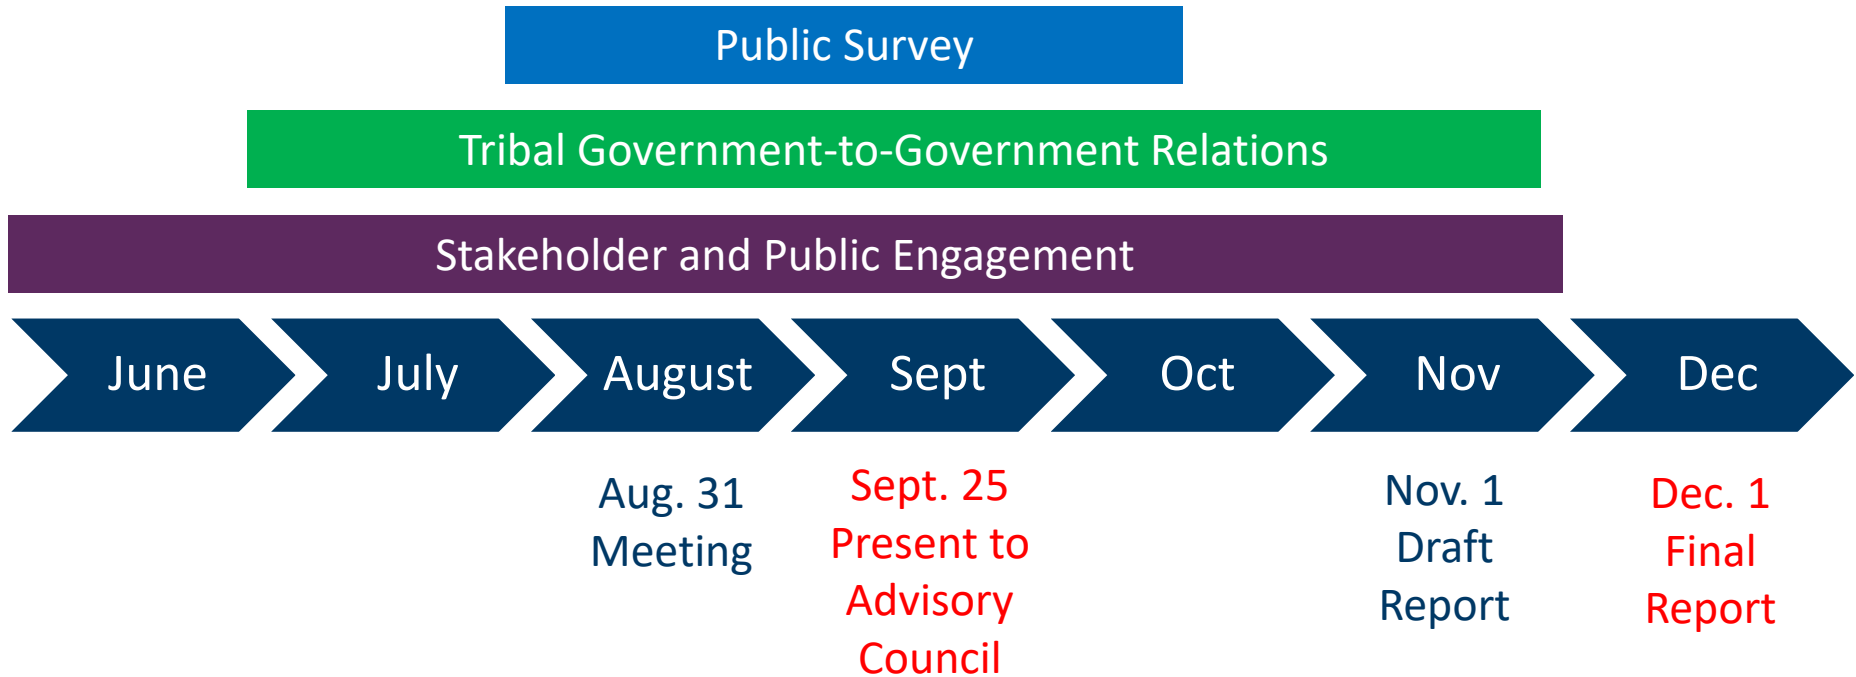 Public Survey
Tribal Government-to-Government Relations
Stakeholder and Public Engagement
June
July
August
Sept
Oct
Nov
Dec
Aug. 31
Meeting
Sept. 25
Present to
Advisory
Council
Nov. 1
Draft
Report
Dec. 1
Final
Report